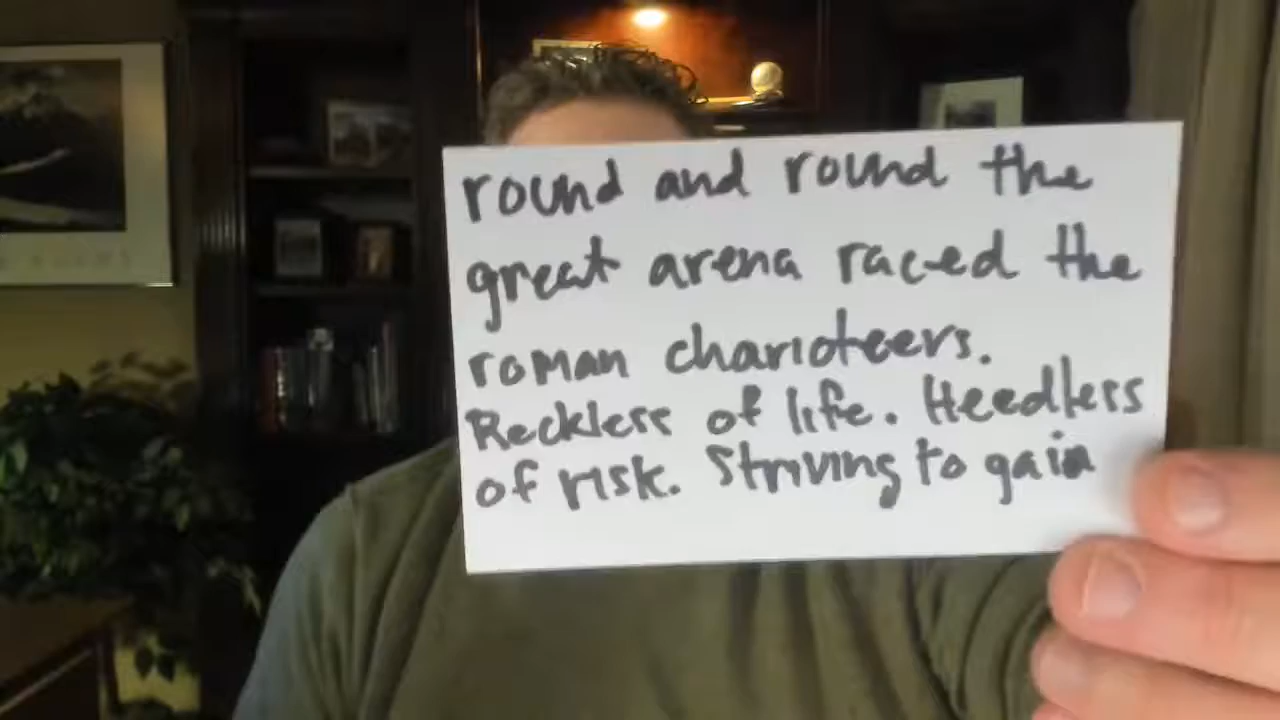 round and round the
great arena raced the
roman charioteers.
Reckless of life. Heedless
of risk. Striving to gain